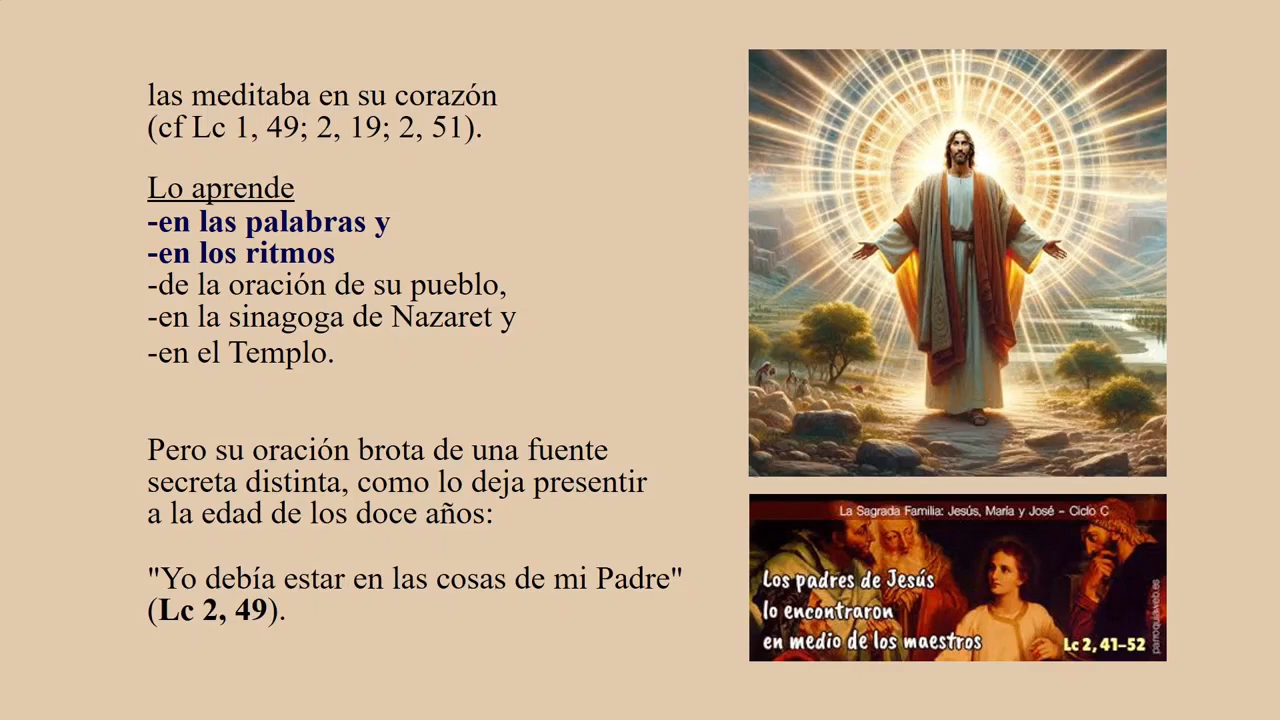 las meditaba en su corazón
(cf Lc 1, 49; 2, 19; 2, 51).
Lo aprende
-en las palabras y
-en los ritmos
-de la oración de su pueblo,
-en la sinagoga de Nazaret y
-en el Templo.
Pero su oración brota de una fuente
secreta distinta, como lo deja presentir
a la edad de los doce años:
"Yo debía estar en las cosas de mi Padre"
(Lc 2, 49).
La Sagrada Familia: Jesús, María y José – Ciclo C
Los padres de Jesús
lo encontraron
en medio de los maestros
Lc 2, 41–52
parroquiaweb.es